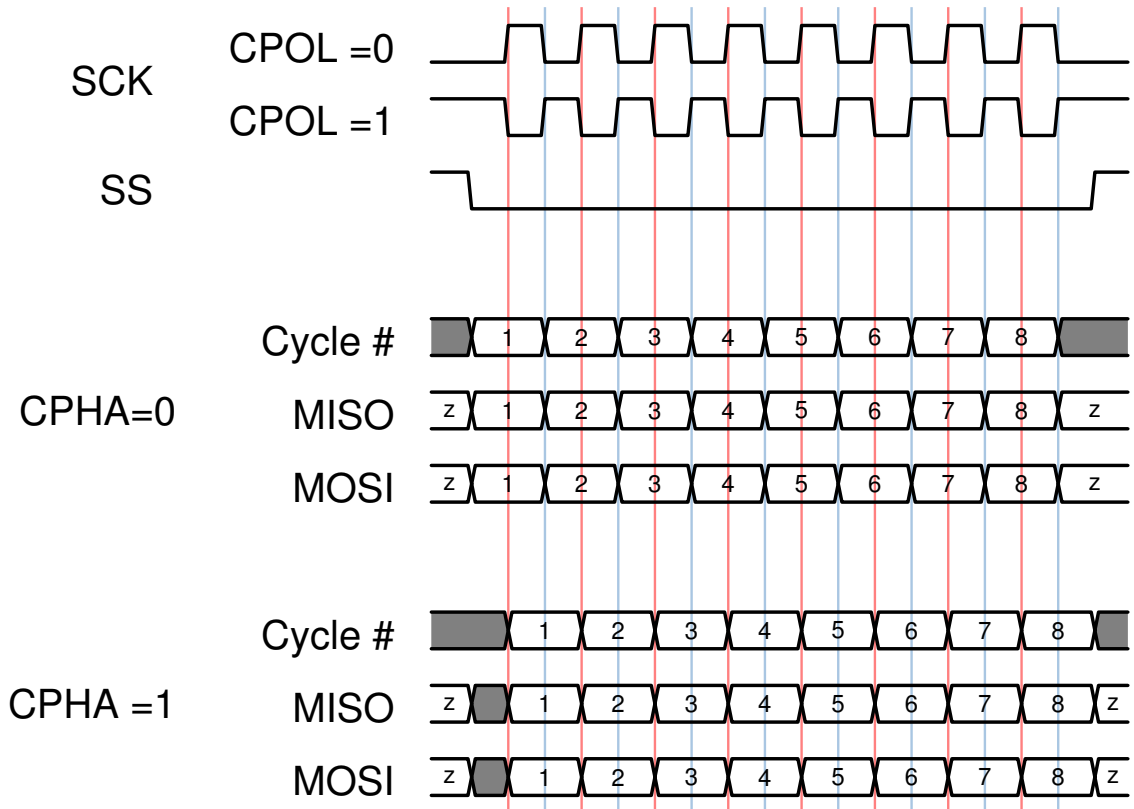 CPOL =0
SCK
CPOL =1
SS
Cycle # 1 2 3 4 5 6 7 8
CPHA=0 MISO z 1 2 3 4 5 6 7 8 z
MOSI z 1 2 3 4 5 6 7 8 z
Cycle # 1 2 3 4 5 6 7 8
CPHA =1 MISO z 1 2 3 4 5 6 7 8 z
MOSI z 1 2 3 4 5 6 7 8 z